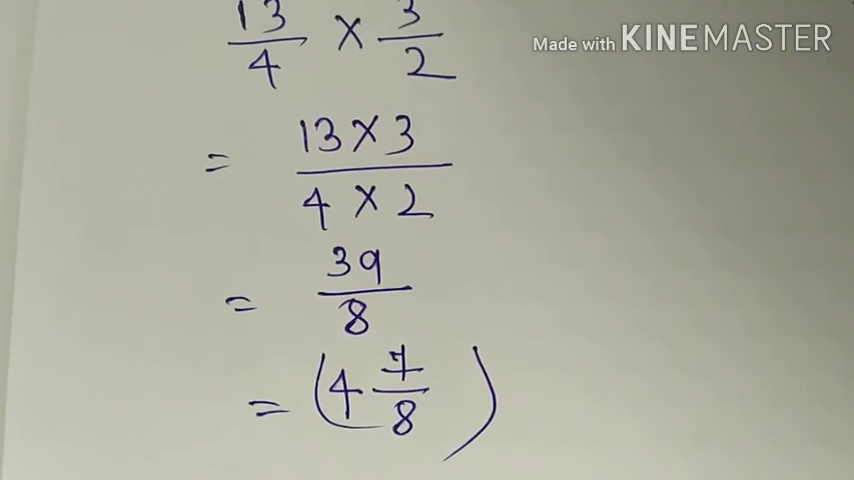 Made with KINEMASTER
13/4 × 3/2
= 13×3 / 4×2
= 39/8
= (4 7/8)